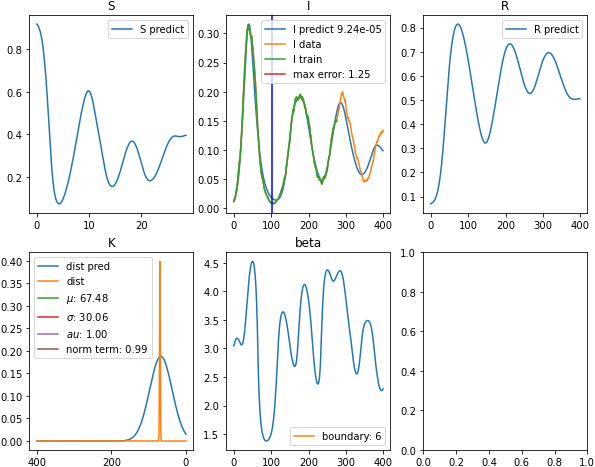 S
I
R
S predict
I predict 9.24e-05
I data
I train
max error: 1.25
R predict
0.8
0.6
0.4
0.2
0.30
0.25
0.20
0.15
0.10
0.05
0.00
0.8
0.7
0.6
0.5
0.4
0.3
0.2
0.1
0 10 20
0 100 200 300 400
0 100 200 300 400
K
beta
dist pred
dist
μ: 67.48
σ: 30.06
au: 1.00
norm term: 0.99
boundary: 6
0.40
0.35
0.30
0.25
0.20
0.15
0.10
0.05
0.00
4.5
4.0
3.5
3.0
2.5
2.0
1.5
1.0
0.8
0.6
0.4
0.2
0.0
400 200 0
0 100 200 300 400
0.0 0.2 0.4 0.6 0.8 1.0